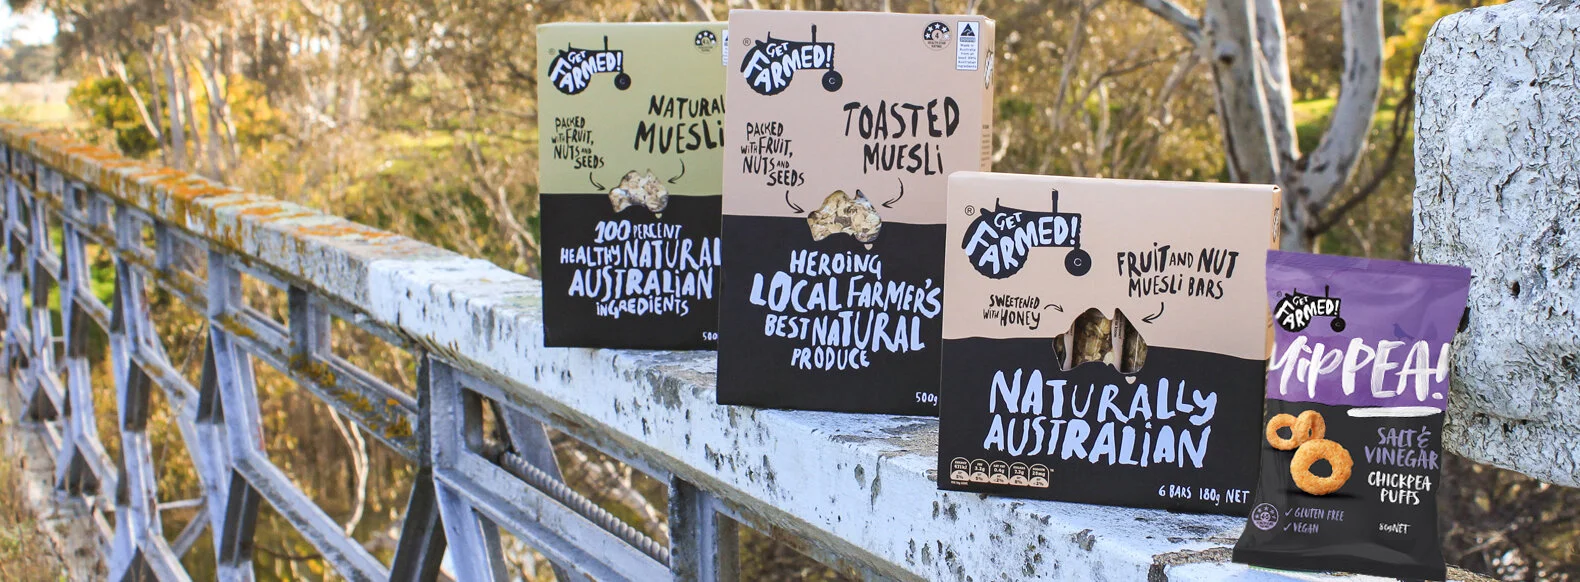 GET
FARMED!
®
NATURAL
MUESLI
PACKED
WITH FRUIT,
NUTS AND
SEEDS
100 PERCENT
HEALTHY NATURAL
AUSTRALIAN
INGREDIENTS
500
®
GET
FARMED!
TOASTED
MUESLI
PACKED
WITH FRUIT,
NUTS AND
SEEDS
HEROING
LOCAL FARMER'S
BEST NATURAL
PRODUCE
500g
®
GET
FARMED!
FRUIT AND NUT
MUESLI BARS
SWEETENED
WITH HONEY
NATURALLY
AUSTRALIAN
6 BARS 180g NET
GET
FARMED!
YIPPEA!
SALT &
VINEGAR
CHICKPEA
PUFFS
✓ GLUTEN FREE
✓ VEGAN